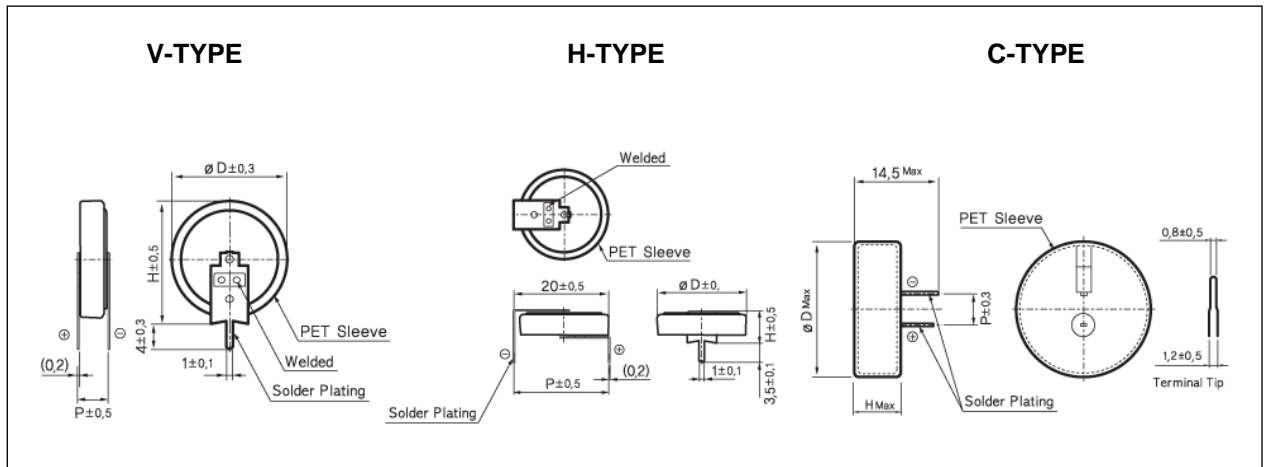 V-TYPE
H-TYPE
C-TYPE
ø D±0,3
H±0,5
4±0,3
⊕
⊖
(0,2)
P±0,5
1±0,1
PET Sleeve
Welded
Solder Plating
Welded
PET Sleeve
20±0,5
ø D±0,
H±0,5
⊖
⊕
(0,2)
P±0,5
1±0,1
3,5±0,1
Solder Plating
14,5 Max
PET Sleeve
0,8±0,5
ø D Max
⊖
⊕
P±0,3
1,2±0,5
Terminal Tip
H Max
Solder Plating